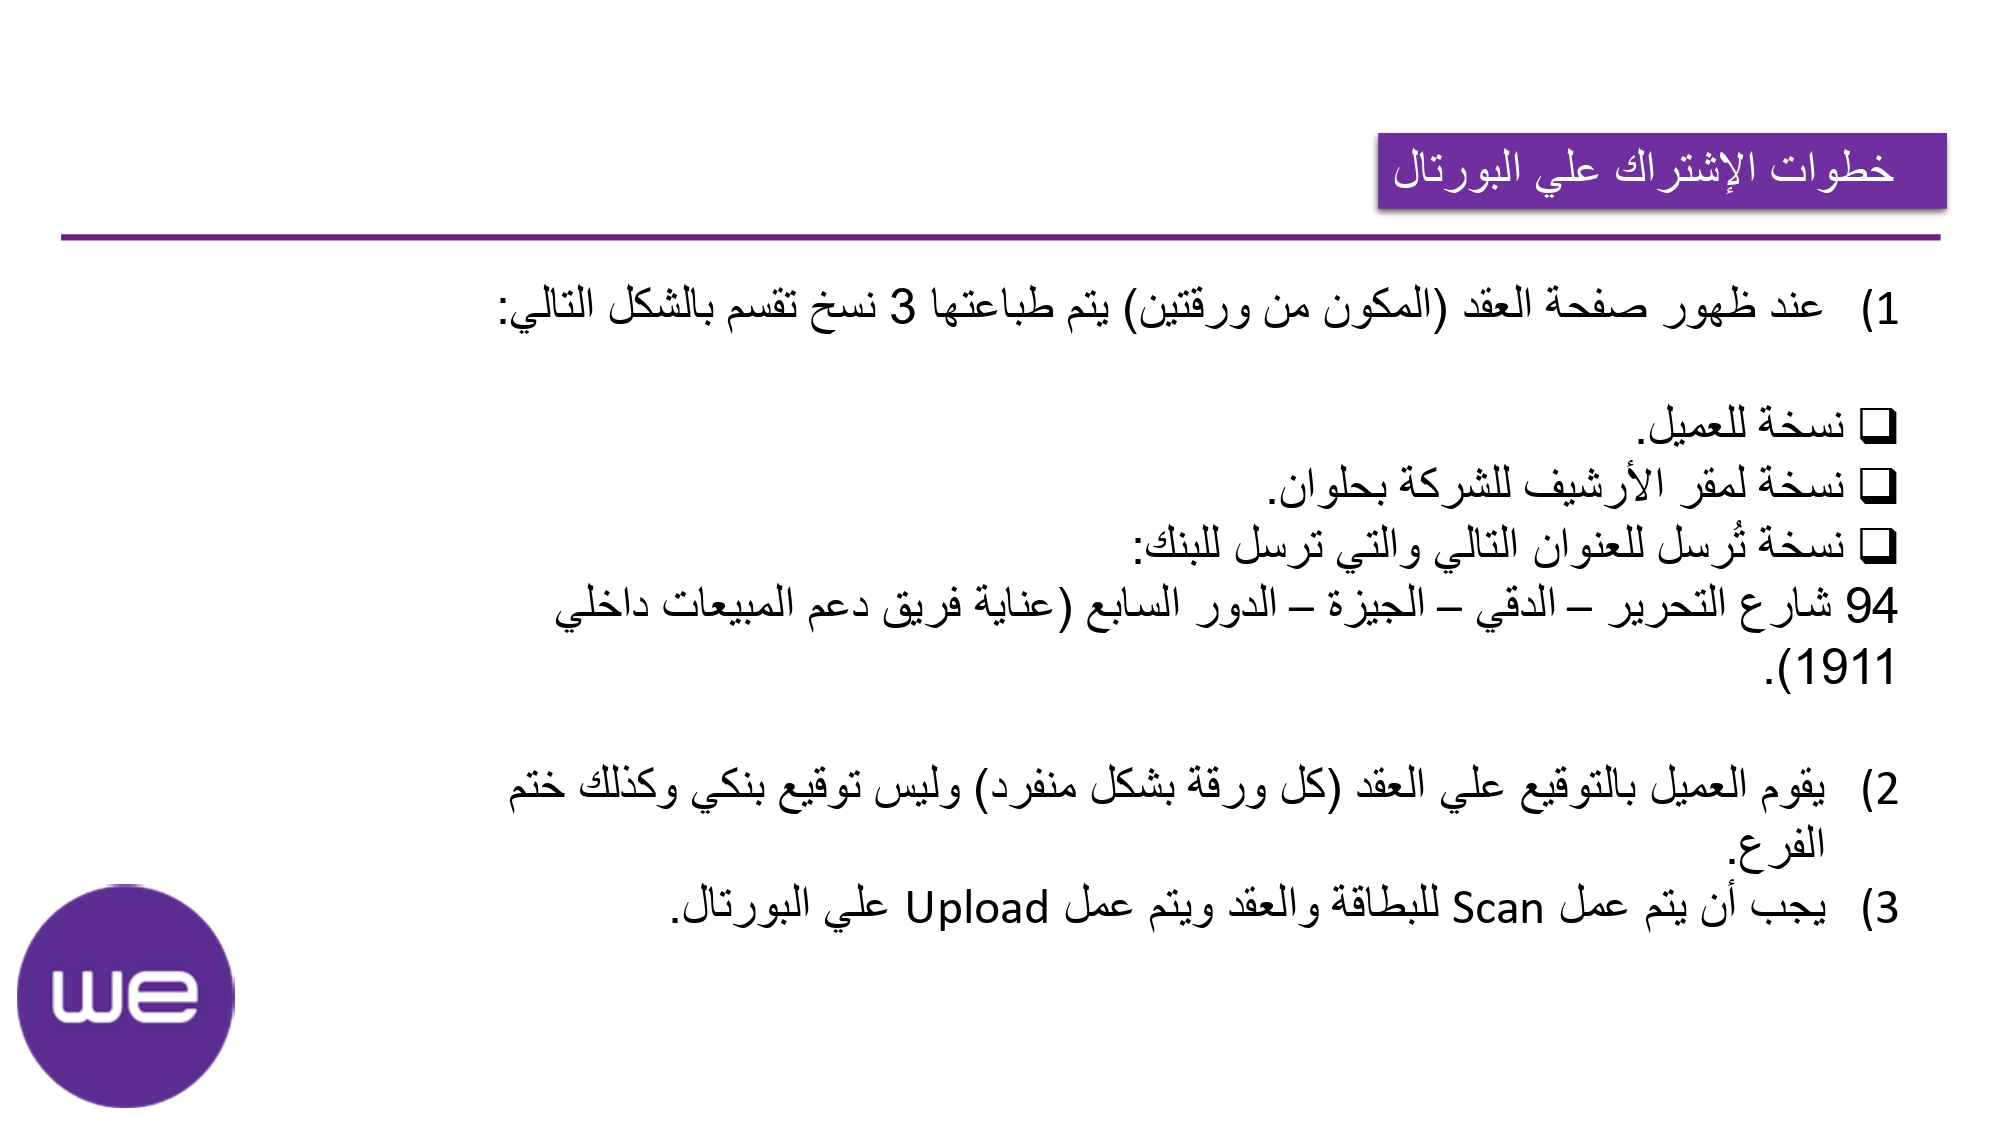 خطوات الإشتراك علي البورتال
1) عند ظهور صفحة العقد (المكون من ورقتين) يتم طباعتها 3 نسخ تقسم بالشكل التالي:
❑ نسخة للعميل.
❑ نسخة لمقر الأرشيف للشركة بحلوان.
❑ نسخة تُرسل للعنوان التالي والتي ترسل للبنك:
94 شارع التحرير – الدقي – الجيزة – الدور السابع (عناية فريق دعم المبيعات داخلي
1911).
2) يقوم العميل بالتوقيع علي العقد (كل ورقة بشكل منفرد) وليس توقيع بنكي وكذلك ختم
الفرع.
3) يجب أن يتم عمل Scan للبطاقة والعقد ويتم عمل Upload علي البورتال.
we